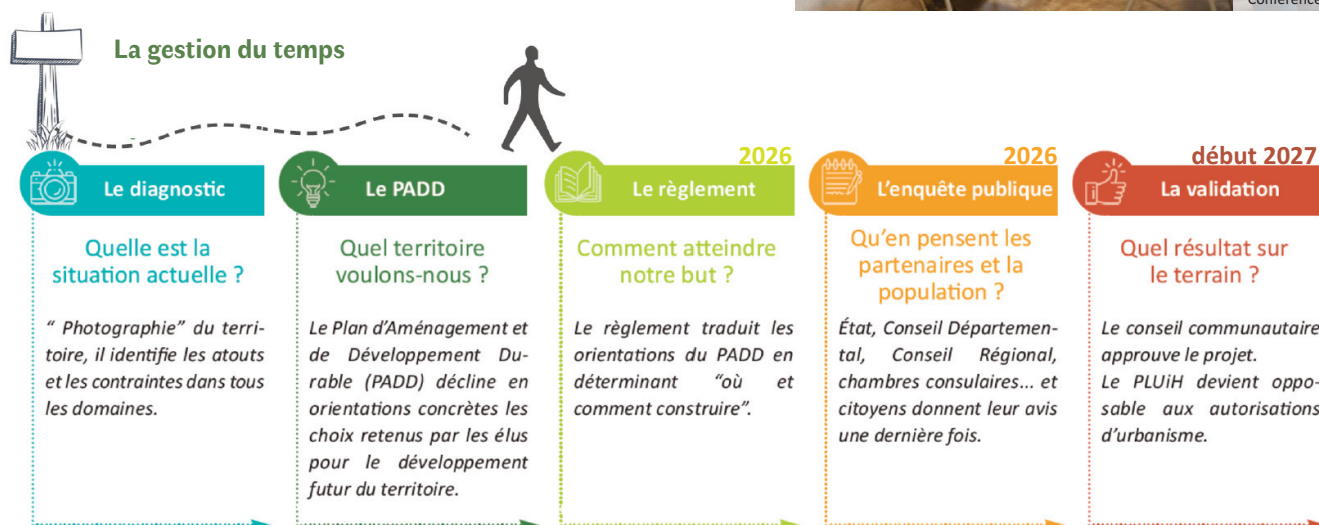 Conférence
La gestion du temps
2026
2026
début 2027
Le diagnostic
Le PADD
Le règlement
L'enquête publique
La validation
Quelle est la
situation actuelle ?
“ Photographie” du terri-
toire, il identifie les atouts
et les contraintes dans tous
les domaines.
Quel territoire
voulons-nous ?
Le Plan d'Aménagement et
de Développement Du-
rable (PADD) décline en
orientations concrètes les
choix retenus par les élus
pour le développement
futur du territoire.
Comment atteindre
notre but ?
Le règlement traduit les
orientations du PADD en
déterminant “où et
comment construire”.
Qu'en pensent les
partenaires et la
population ?
État, Conseil Départemen-
tal, Conseil Régional,
chambres consulaires... et
citoyens donnent leur avis
une dernière fois.
Quel résultat sur
le terrain ?
Le conseil communautaire
approuve le projet.
Le PLUiH devient oppo-
sable aux autorisations
d'urbanisme.